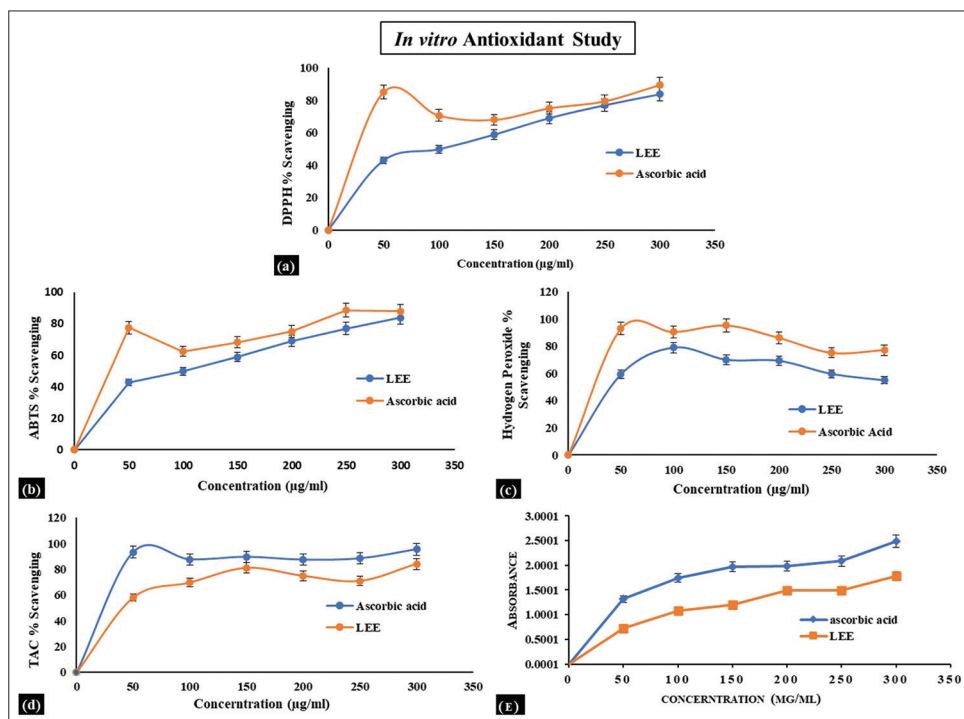 In vitro Antioxidant Study
100
80
60
40
20
0
DPPH % Scavenging
0 50 100 150 200 250 300 350
Concentration (µg/ml)
LEE
Ascorbic acid
(a)
100
80
60
40
20
0
ABTS % Scavenging
0 50 100 150 200 250 300 350
Concentration (µg/ml)
LEE
Ascorbic acid
(b)
120
100
80
60
40
20
0
Hydrogen Peroxide %
Scavenging
0 50 100 150 200 250 300 350
Concerntration (µg/ml)
LEE
Ascorbic Acid
(c)
120
100
80
60
40
20
0
TAC % Scavenging
0 50 100 150 200 250 300 350
Concentration (µg/ml)
Ascorbic acid
LEE
(d)
3.0001
2.5001
2.0001
1.5001
1.0001
0.5001
0.0001
ABSORBANCE
0 50 100 150 200 250 300 350
CONCERNTRATION (MG/ML)
ascorbic acid
LEE
(E)